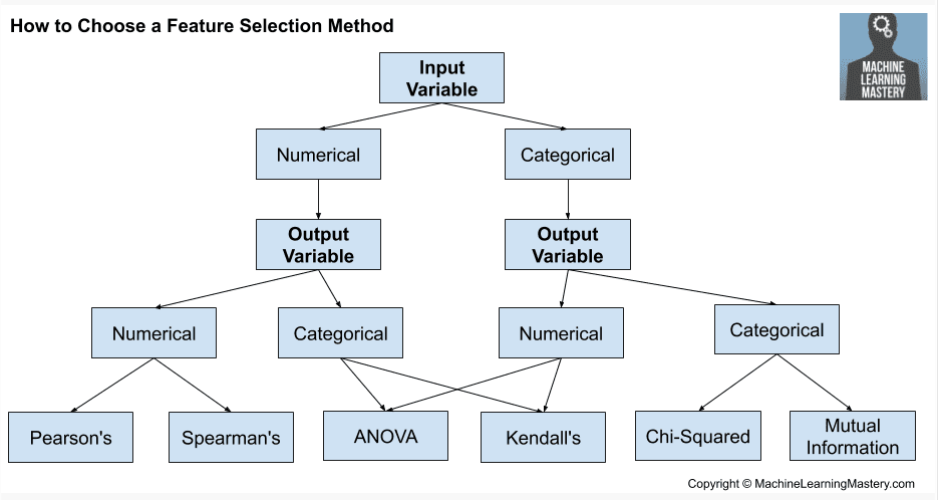 How to Choose a Feature Selection Method
MACHINE
LEARNING
MASTERY
Input
Variable
Numerical
Categorical
Output
Variable
Output
Variable
Numerical
Categorical
Numerical
Categorical
Pearson's
Spearman's
ANOVA
Kendall's
Chi-Squared
Mutual
Information
Copyright © MachineLearningMastery.com